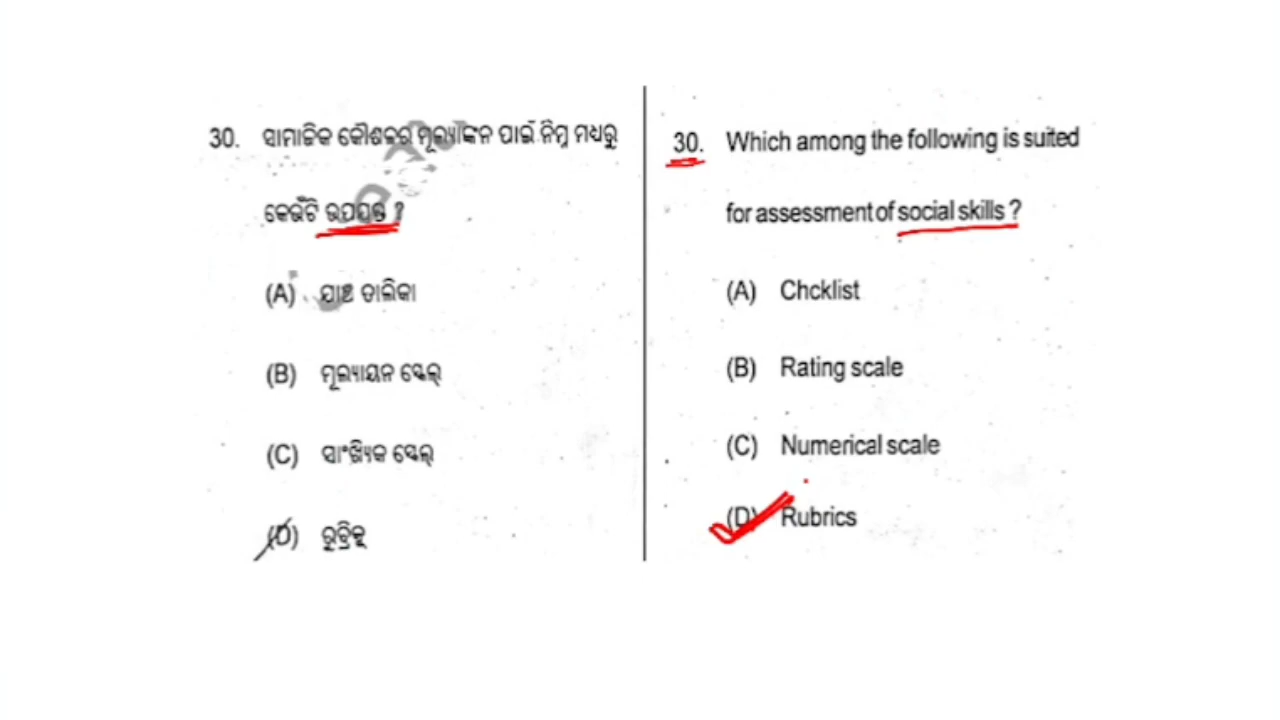 30. ସାମାଜିକ କୌଶଳର ମୂଲ୍ୟାଙ୍କନ ପାଇଁ ନିମ୍ନ ମଧ୍ୟରୁ
କେଉଁଟି ଉପଯୁକ୍ତ ?
(A) ଯାଞ୍ଚ ତାଲିକା
(B) ମୂଲ୍ୟାୟନ ସ୍କେଲ୍
(C) ସାଂଖ୍ୟିକ ସ୍କେଲ୍
(D) ରୁବ୍ରିକ୍ସ
30. Which among the following is suited
for assessment of social skills ?
(A) Chcklist
(B) Rating scale
(C) Numerical scale
(D) Rubrics